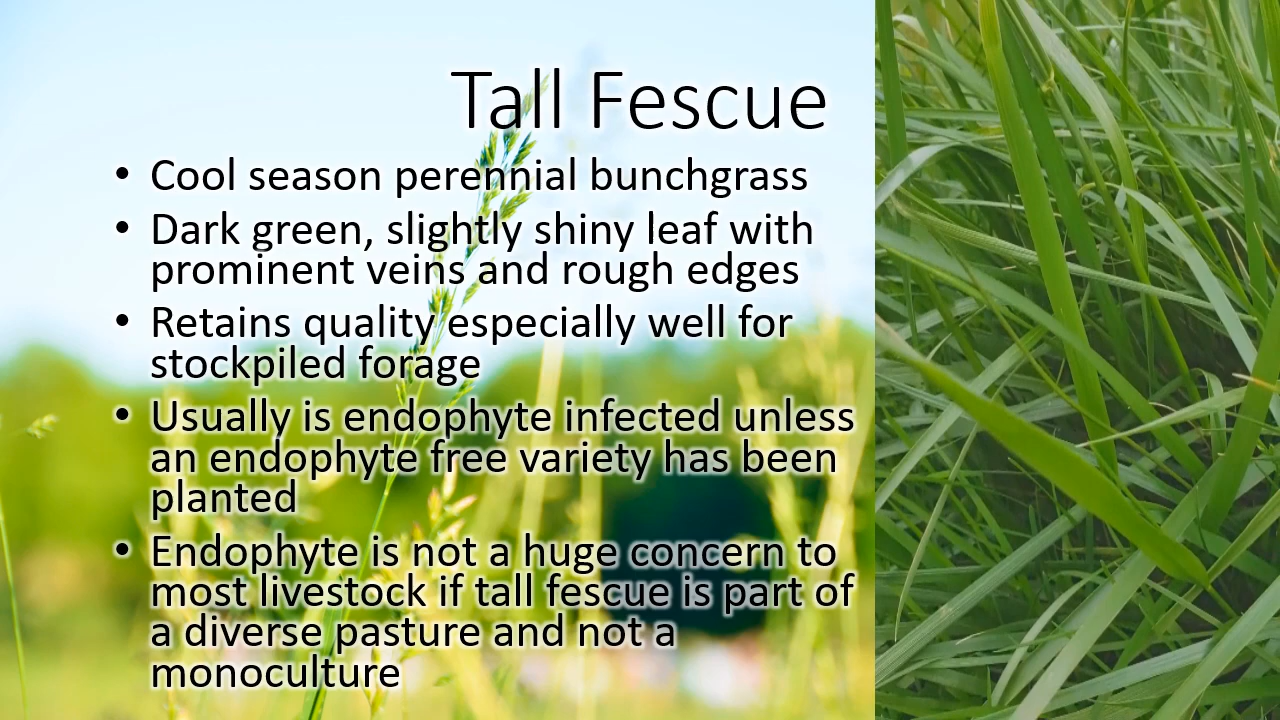 Tall Fescue
• Cool season perennial bunchgrass
• Dark green, slightly shiny leaf with
prominent veins and rough edges
• Retains quality especially well for
stockpiled forage
• Usually is endophyte infected unless
an endophyte free variety has been
planted
• Endophyte is not a huge concern to
most livestock if tall fescue is part of
a diverse pasture and not a
monoculture